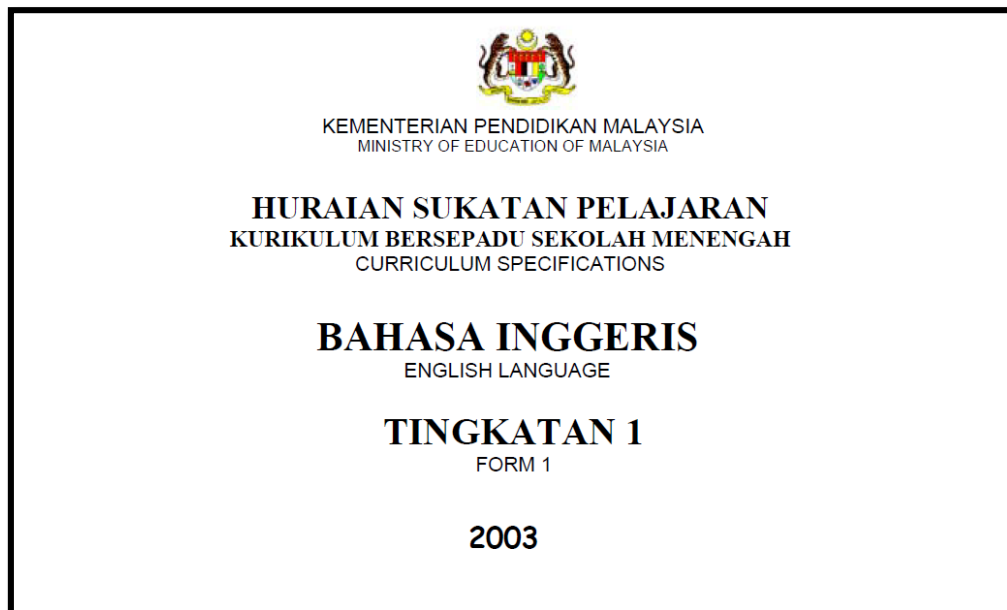 KEMENTERIAN PENDIDIKAN MALAYSIA
MINISTRY OF EDUCATION OF MALAYSIA
HURAIAN SUKATAN PELAJARAN
KURIKULUM BERSEPADU SEKOLAH MENENGAH
CURRICULUM SPECIFICATIONS
BAHASA INGGERIS
ENGLISH LANGUAGE
TINGKATAN 1
FORM 1
2003